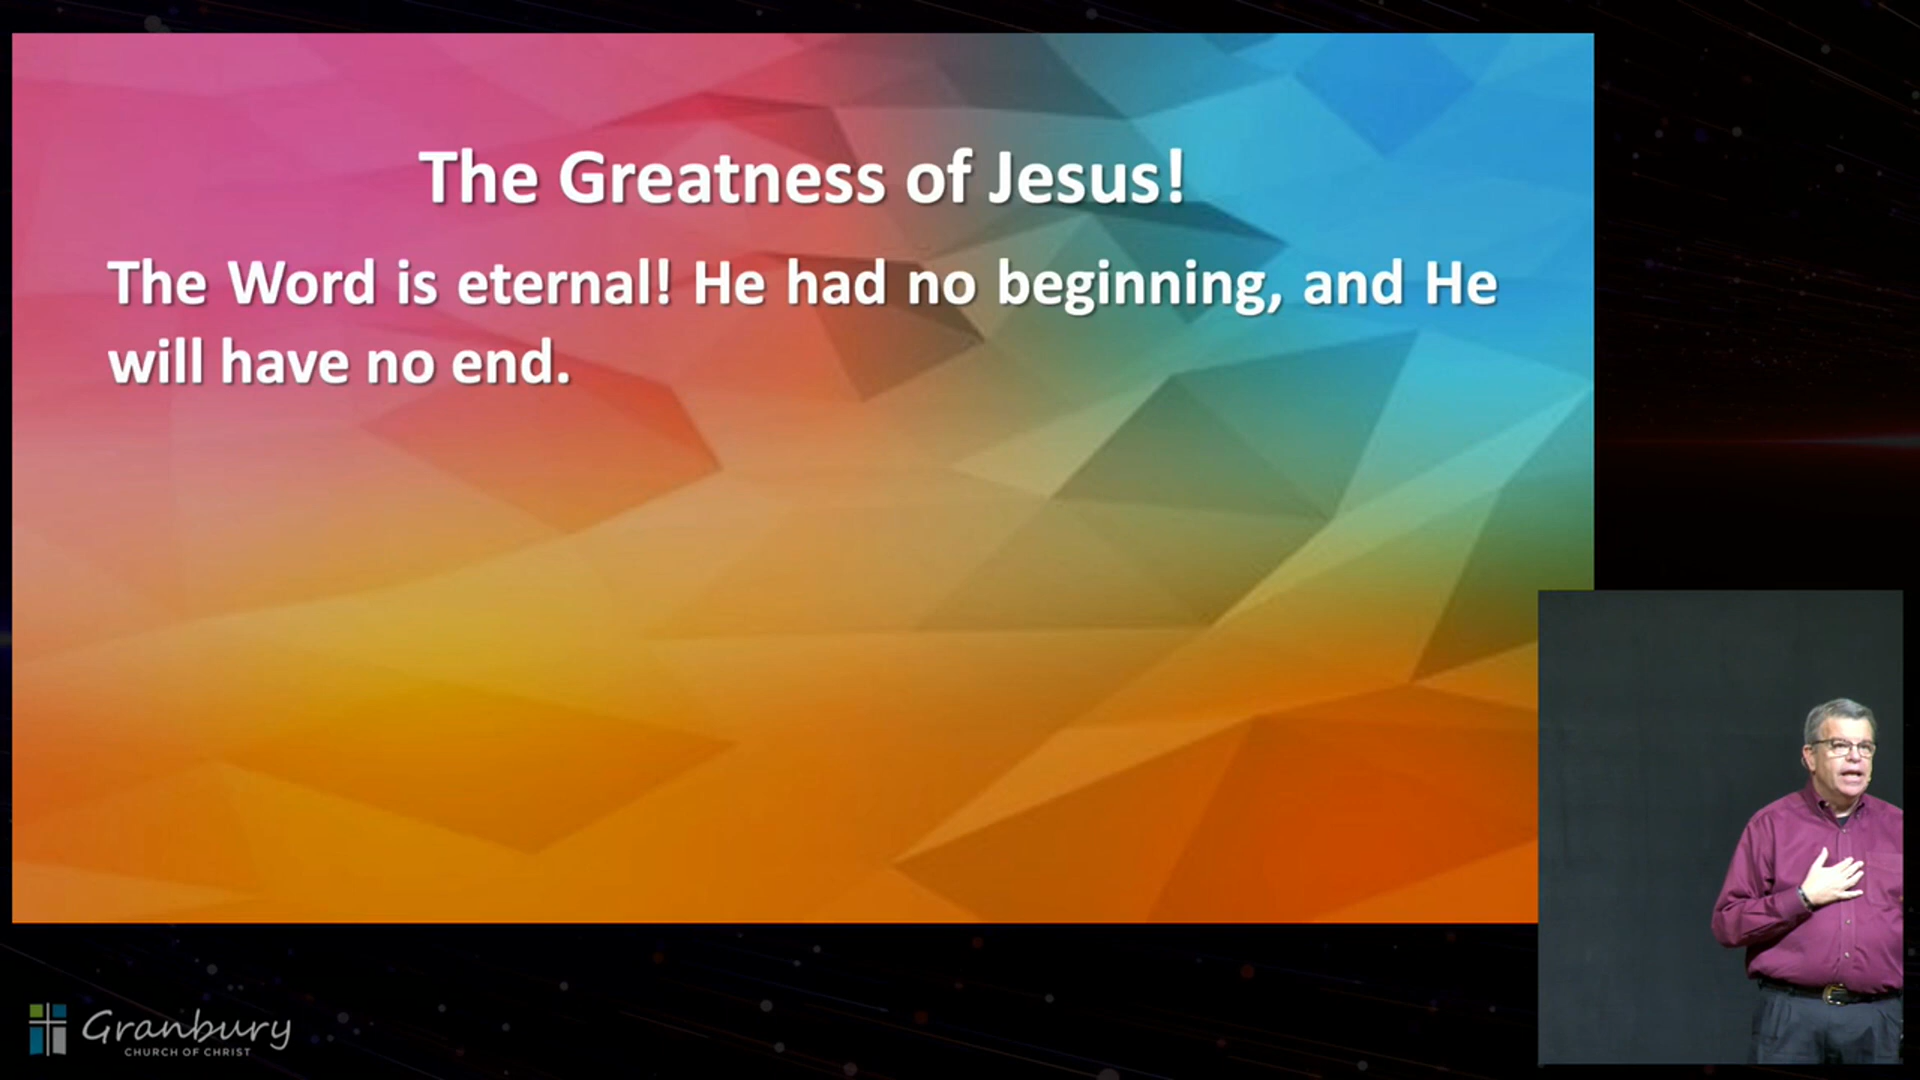 The Greatness of Jesus!
The Word is eternal! He had no beginning, and He
will have no end.
Granbury
CHURCH OF CHRIST